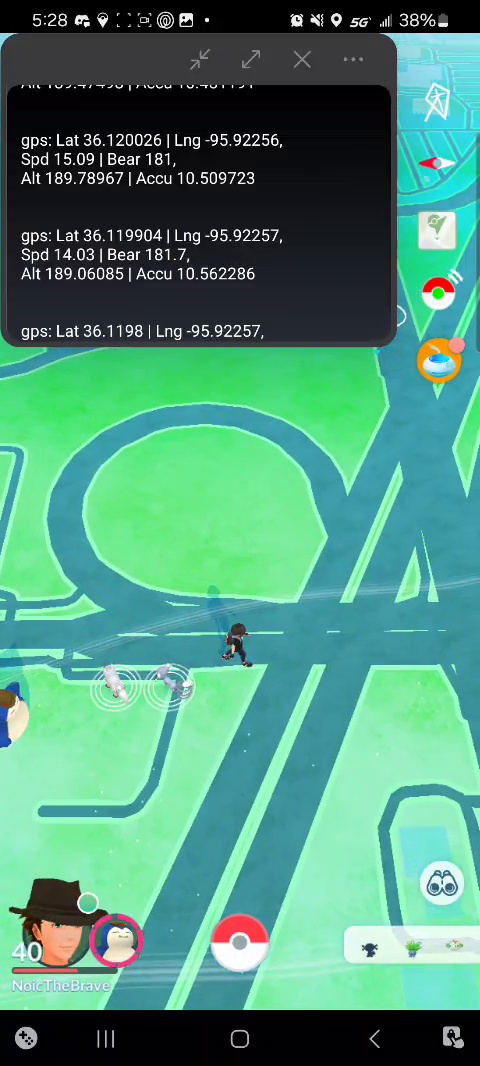 5:28
5G
38%
gps: Lat 36.120026 | Lng -95.92256,
Spd 15.09 | Bear 181,
Alt 189.78967 | Accu 10.509723
gps: Lat 36.119904 | Lng -95.92257,
Spd 14.03 | Bear 181.7,
Alt 189.06085 | Accu 10.562286
gps: Lat 36.1198 | Lng -95.92257,
40
NoicTheBrave